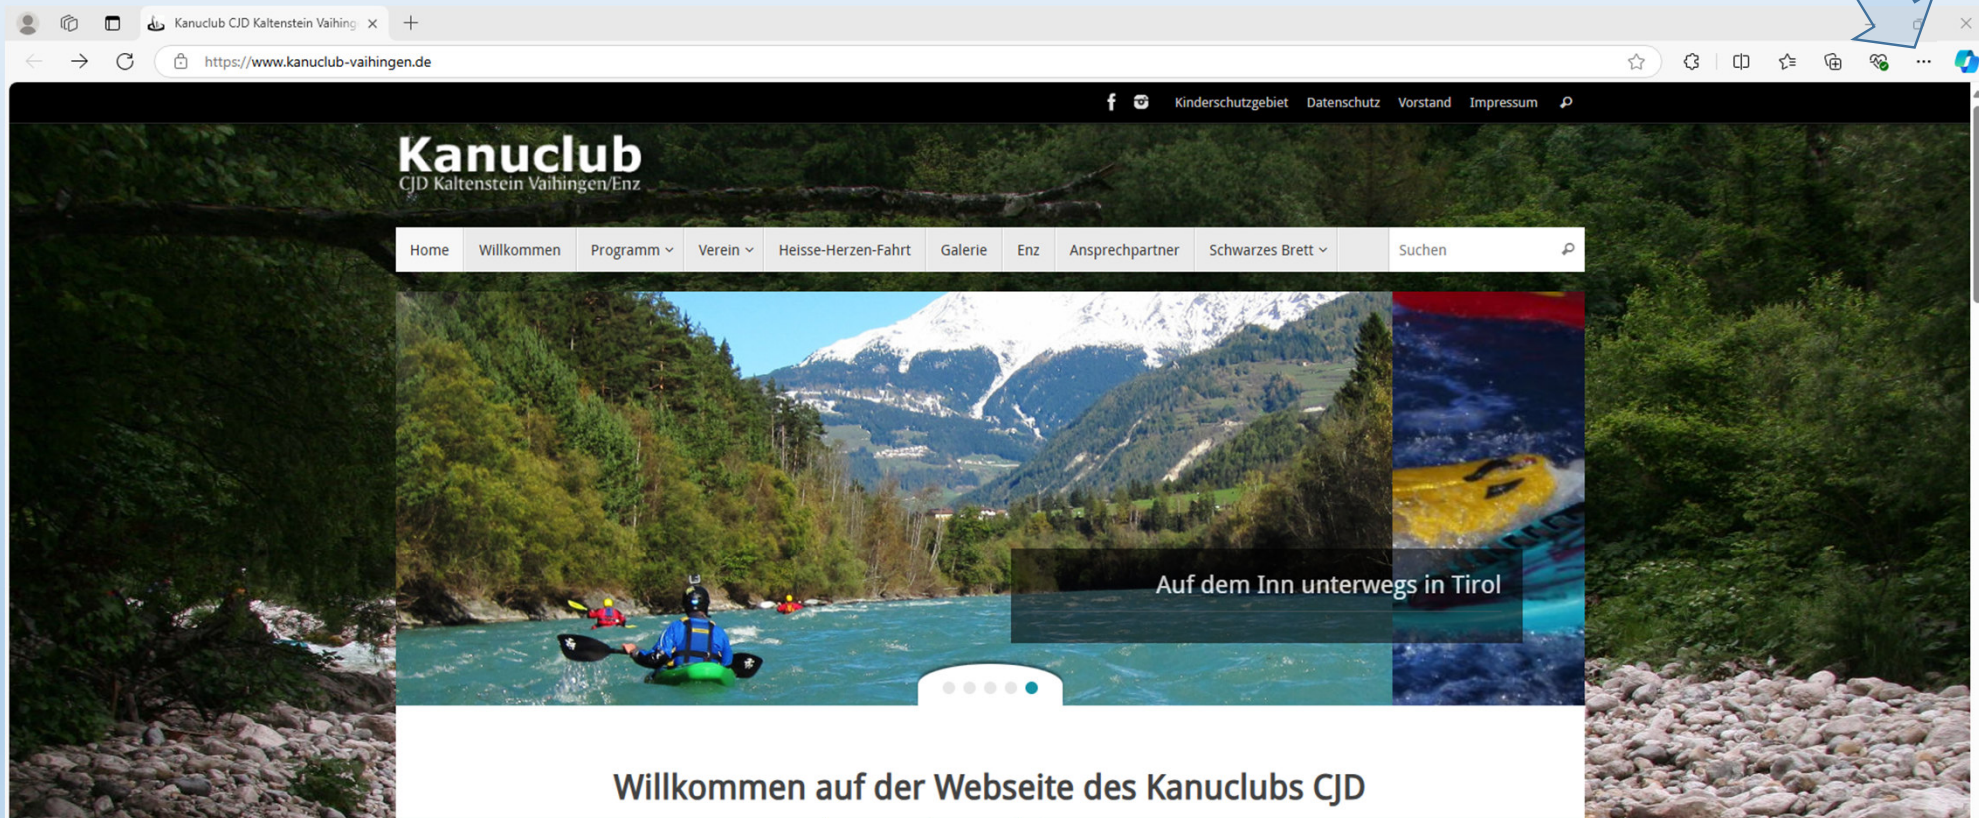 Kanuclub CJD Kaltenstein Vaihing
https://www.kanuclub-vaihingen.de
Kinderschutzgebiet Datenschutz Vorstand Impressum
Kanuclub
CJD Kaltenstein Vaihingen/Enz
Home Willkommen Programm Verein Heisse-Herzen-Fahrt Galerie Enz Ansprechpartner Schwarzes Brett Suchen
Auf dem Inn unterwegs in Tirol
Willkommen auf der Webseite des Kanuclubs CJD